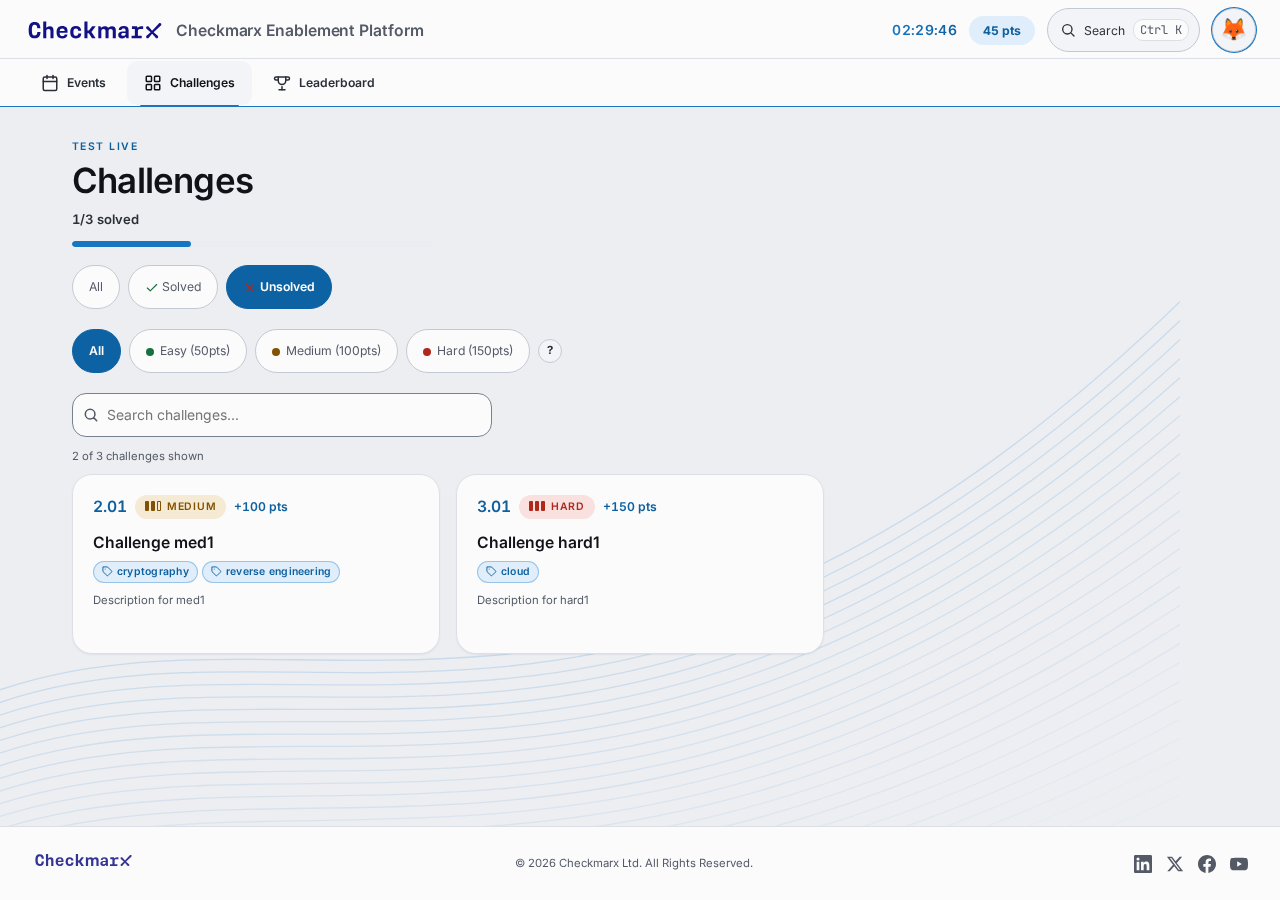 Checkmarx Checkmarx Enablement Platform 02:29:46 45 pts Search Ctrl K
Events Challenges Leaderboard
TEST LIVE
Challenges
1/3 solved
All Solved Unsolved
All Easy (50pts) Medium (100pts) Hard (150pts) ?
Search challenges...
2 of 3 challenges shown
2.01 MEDIUM +100 pts
Challenge med1
cryptography reverse engineering
Description for med1
3.01 HARD +150 pts
Challenge hard1
cloud
Description for hard1
Checkmarx © 2026 Checkmarx Ltd. All Rights Reserved.